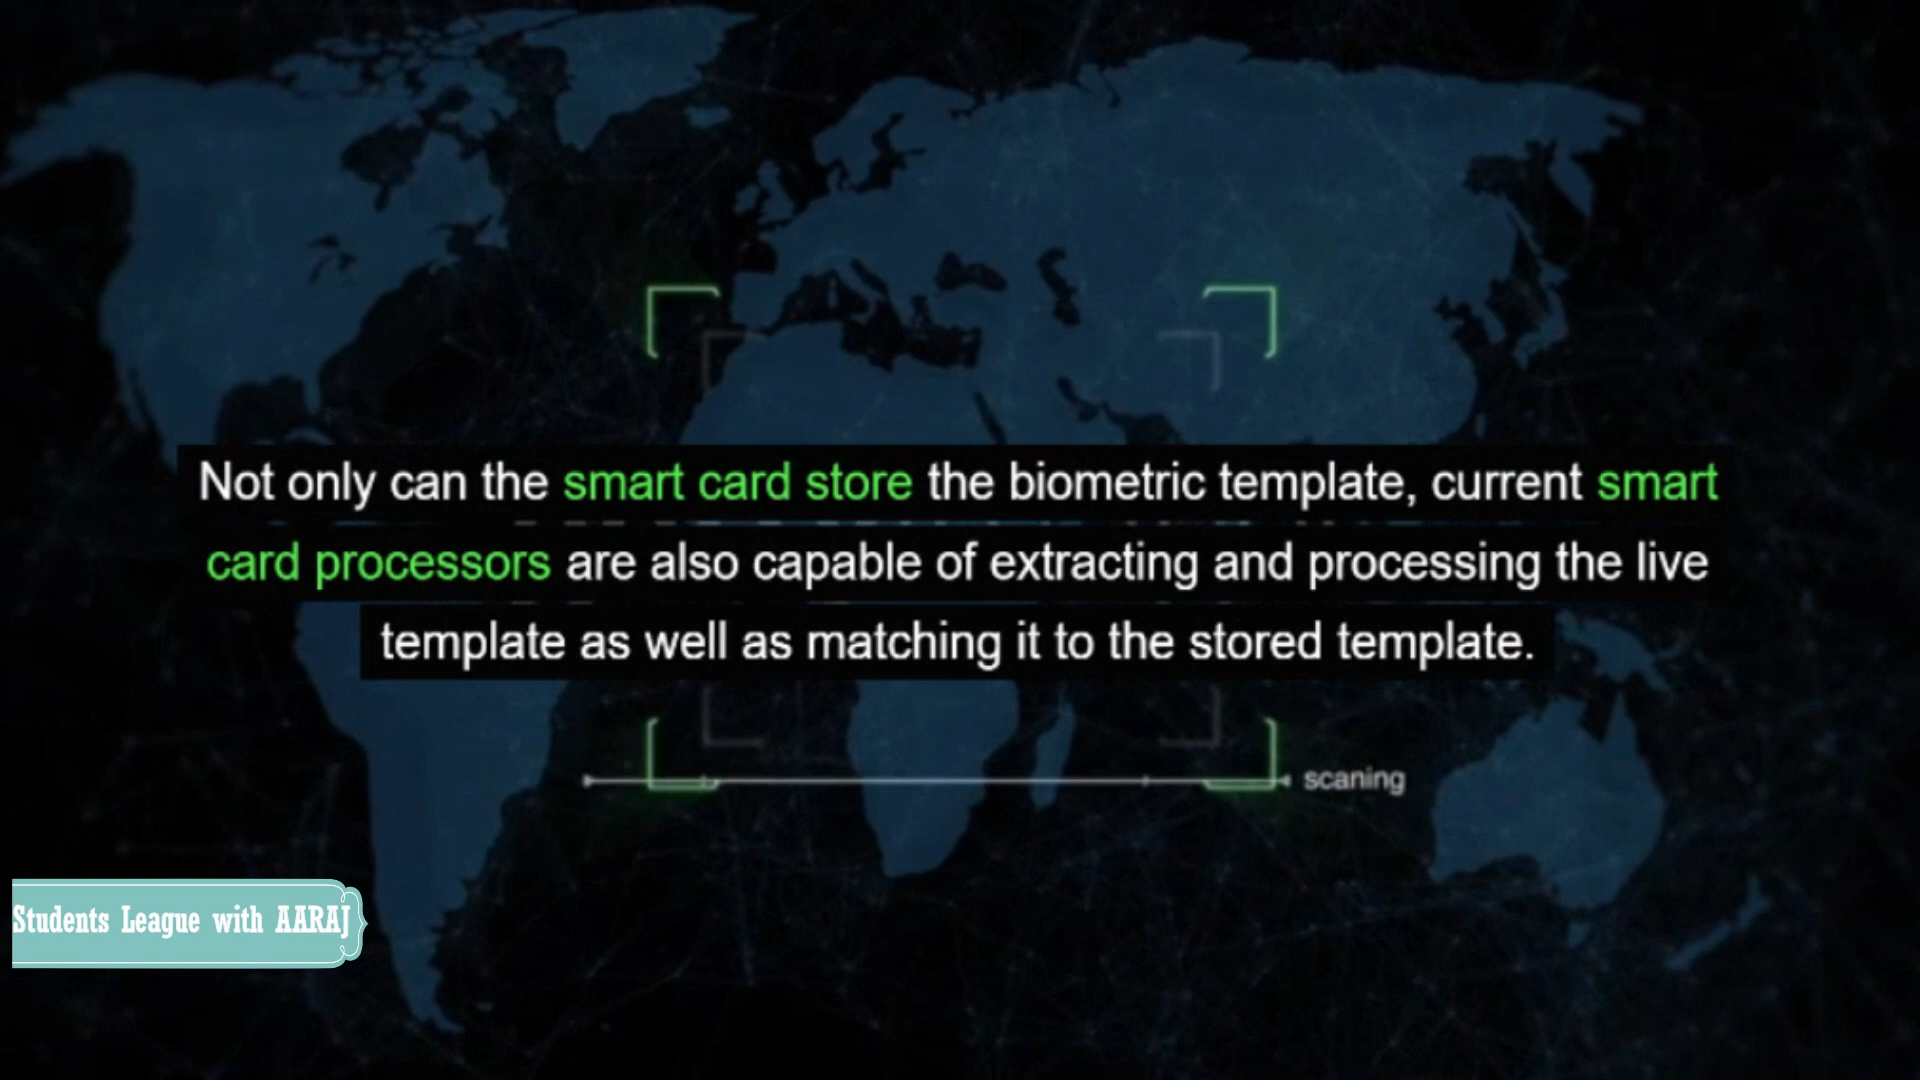 Not only can the smart card store the biometric template, current smart
card processors are also capable of extracting and processing the live
template as well as matching it to the stored template.
scaning
Students League with AARAJ